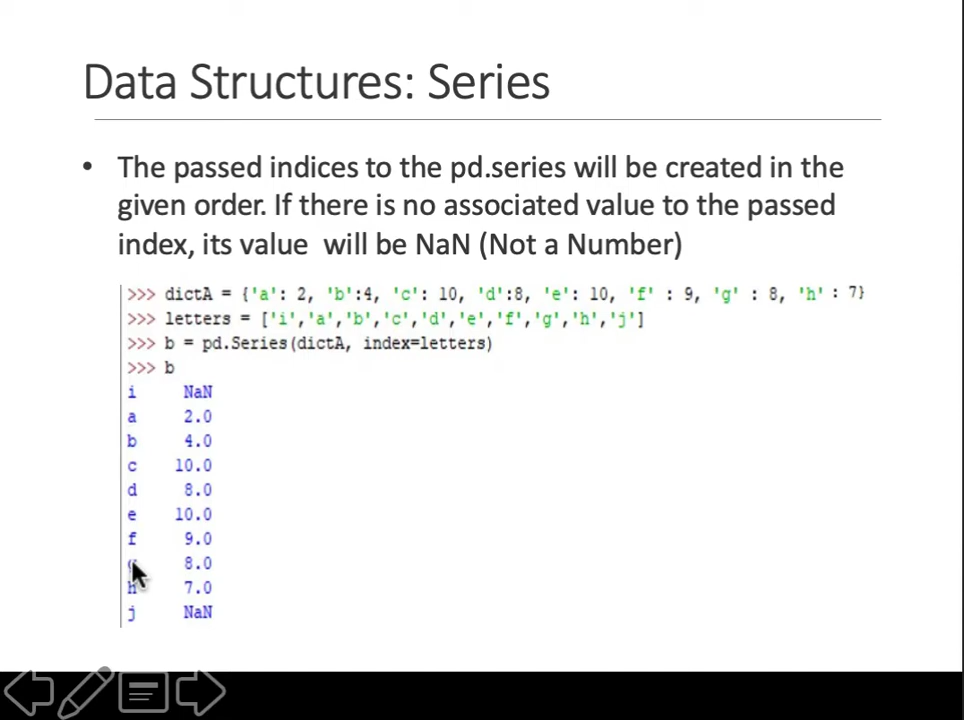 Data Structures: Series
• The passed indices to the pd.series will be created in the
given order. If there is no associated value to the passed
index, its value will be NaN (Not a Number)
>>> dictA = {'a': 2, 'b':4, 'c': 10, 'd':8, 'e': 10, 'f' : 9, 'g' : 8, 'h' : 7}
>>> letters = ['i','a','b','c','d','e','f','g','h','j']
>>> b = pd.Series(dictA, index=letters)
>>> b
i NaN
a 2.0
b 4.0
c 10.0
d 8.0
e 10.0
f 9.0
8.0
h 7.0
j NaN